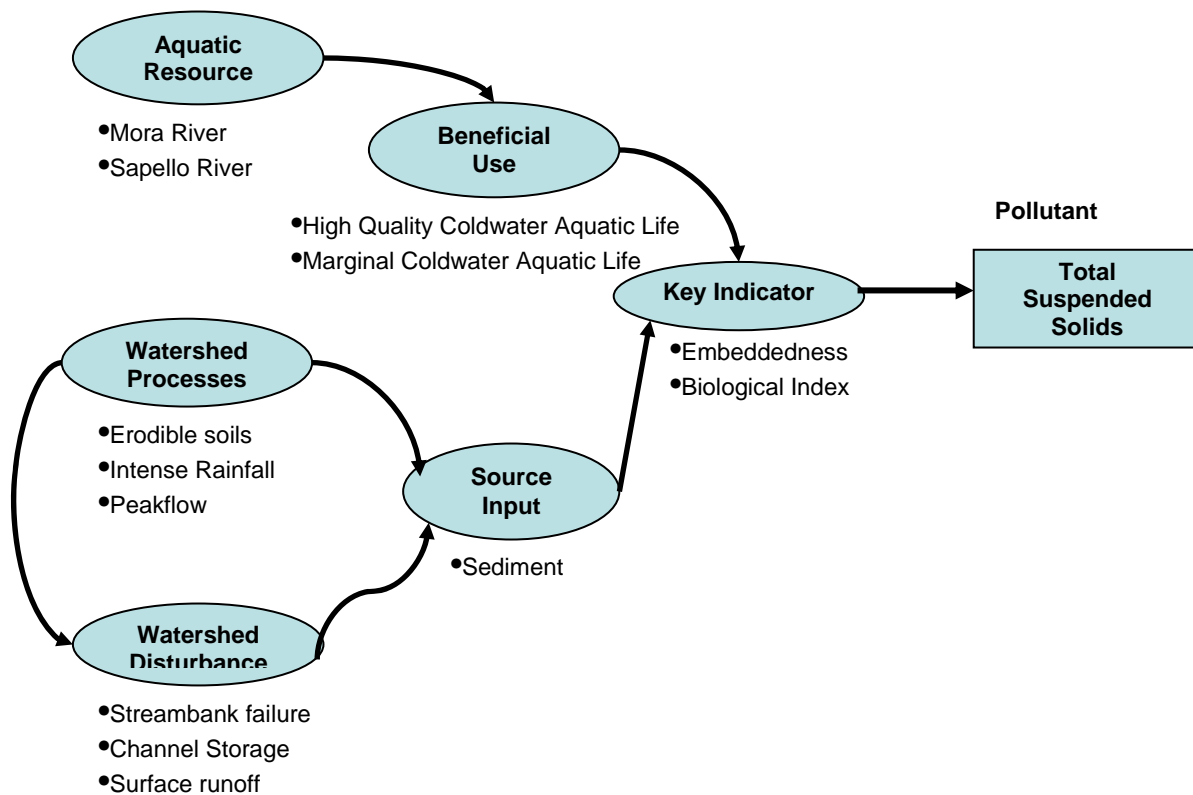 Aquatic
Resource
•Mora River
•Sapello River
Beneficial
Use
•High Quality Coldwater Aquatic Life
•Marginal Coldwater Aquatic Life
Pollutant
Key Indicator
•Embeddedness
•Biological Index
Total
Suspended
Solids
Watershed
Processes
•Erodible soils
•Intense Rainfall
•Peakflow
Source
Input
•Sediment
Watershed
Disturbance
•Streambank failure
•Channel Storage
•Surface runoff